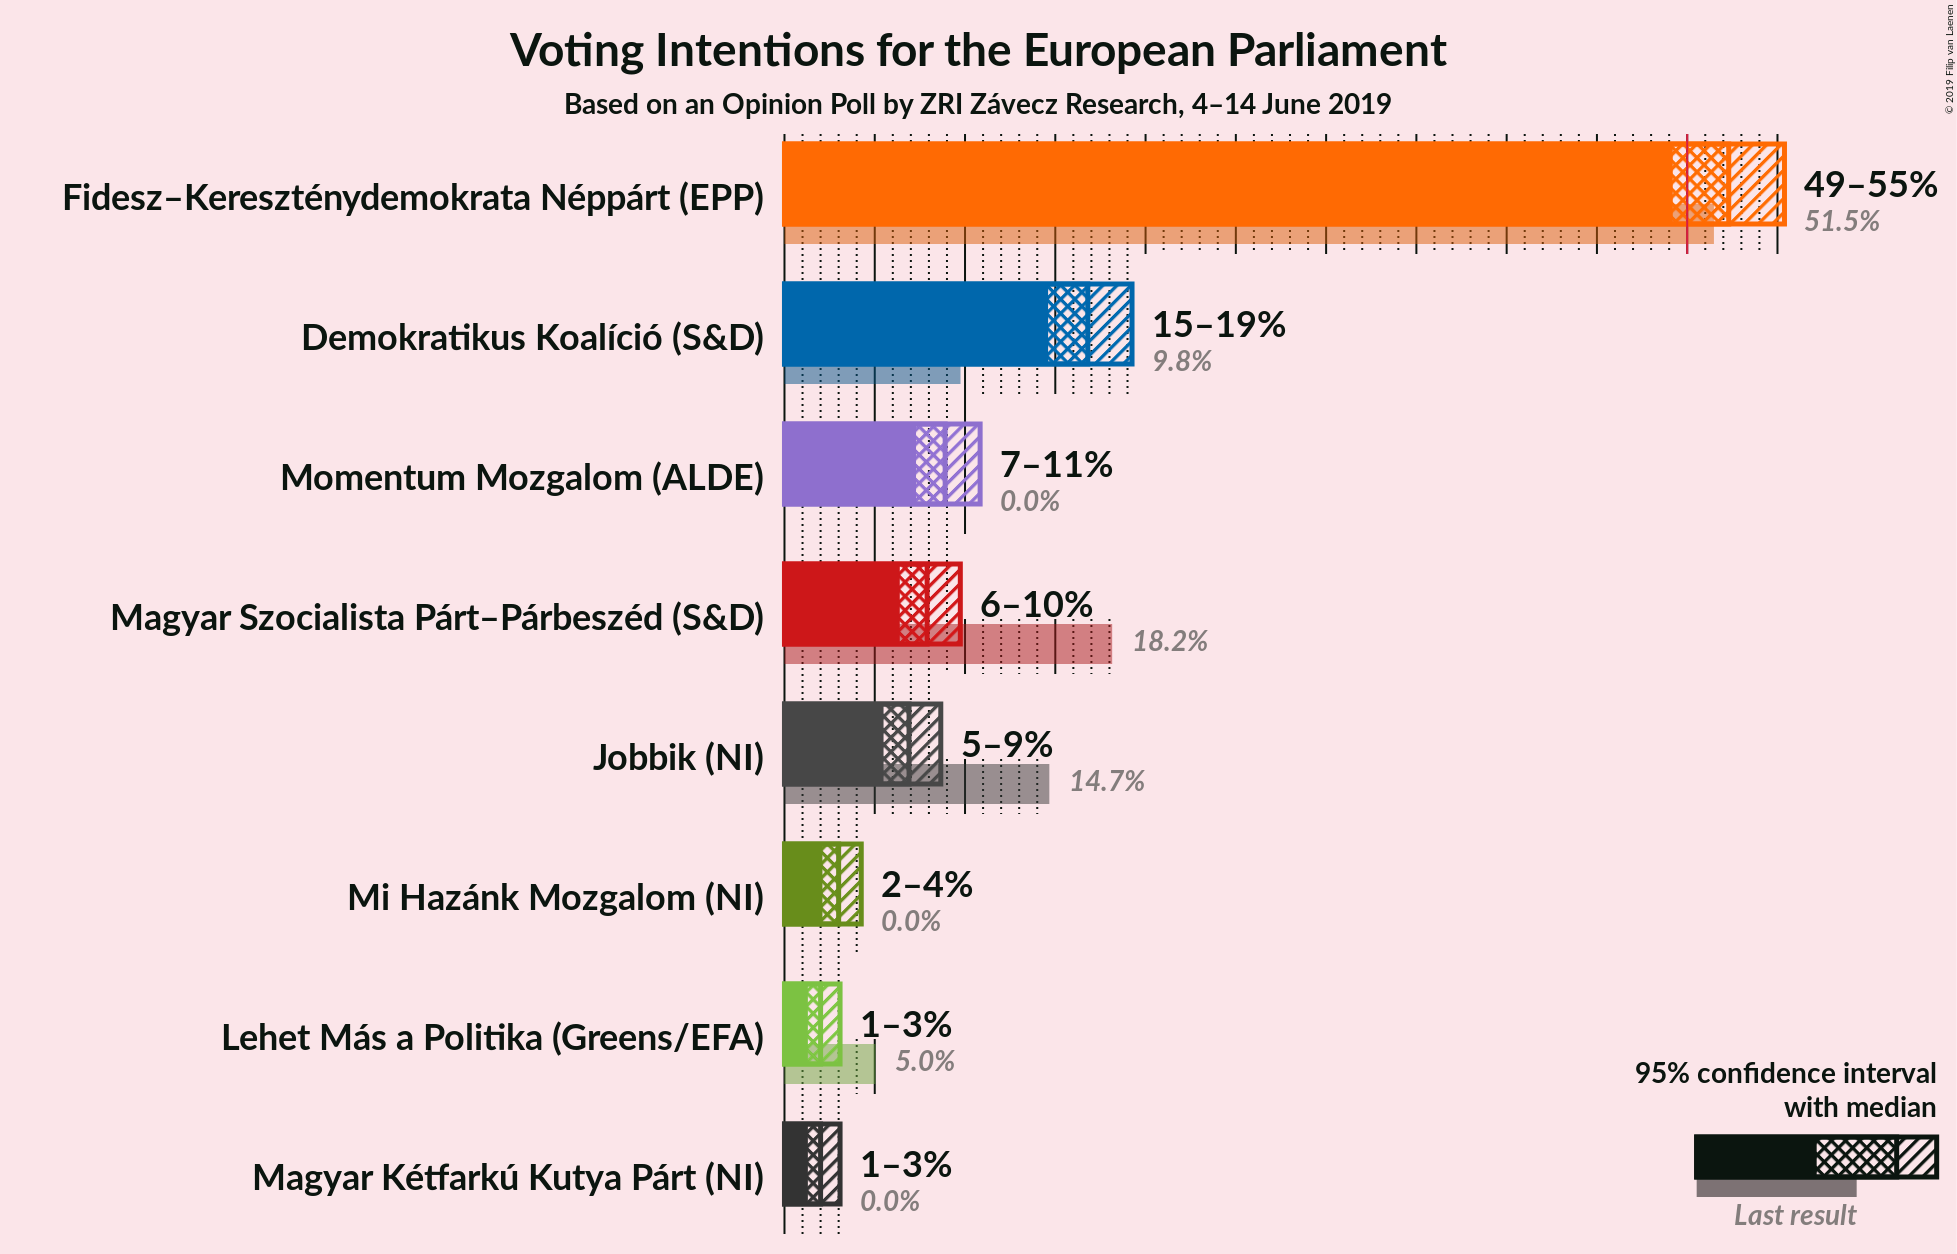 Voting Intentions for the European Parliament
Based on an Opinion Poll by ZRI Závecz Research, 4–14 June 2019
© 2019 Filip van Laenen
Fidesz–Kereszténydemokrata Néppárt (EPP)
49–55%
51.5%
Demokratikus Koalíció (S&D)
15–19%
9.8%
Momentum Mozgalom (ALDE)
7–11%
0.0%
Magyar Szocialista Párt–Párbeszéd (S&D)
6–10%
18.2%
Jobbik (NI)
5–9%
14.7%
Mi Hazánk Mozgalom (NI)
2–4%
0.0%
Lehet Más a Politika (Greens/EFA)
1–3%
5.0%
Magyar Kétfarkú Kutya Párt (NI)
1–3%
0.0%
95% confidence interval
with median
Last result